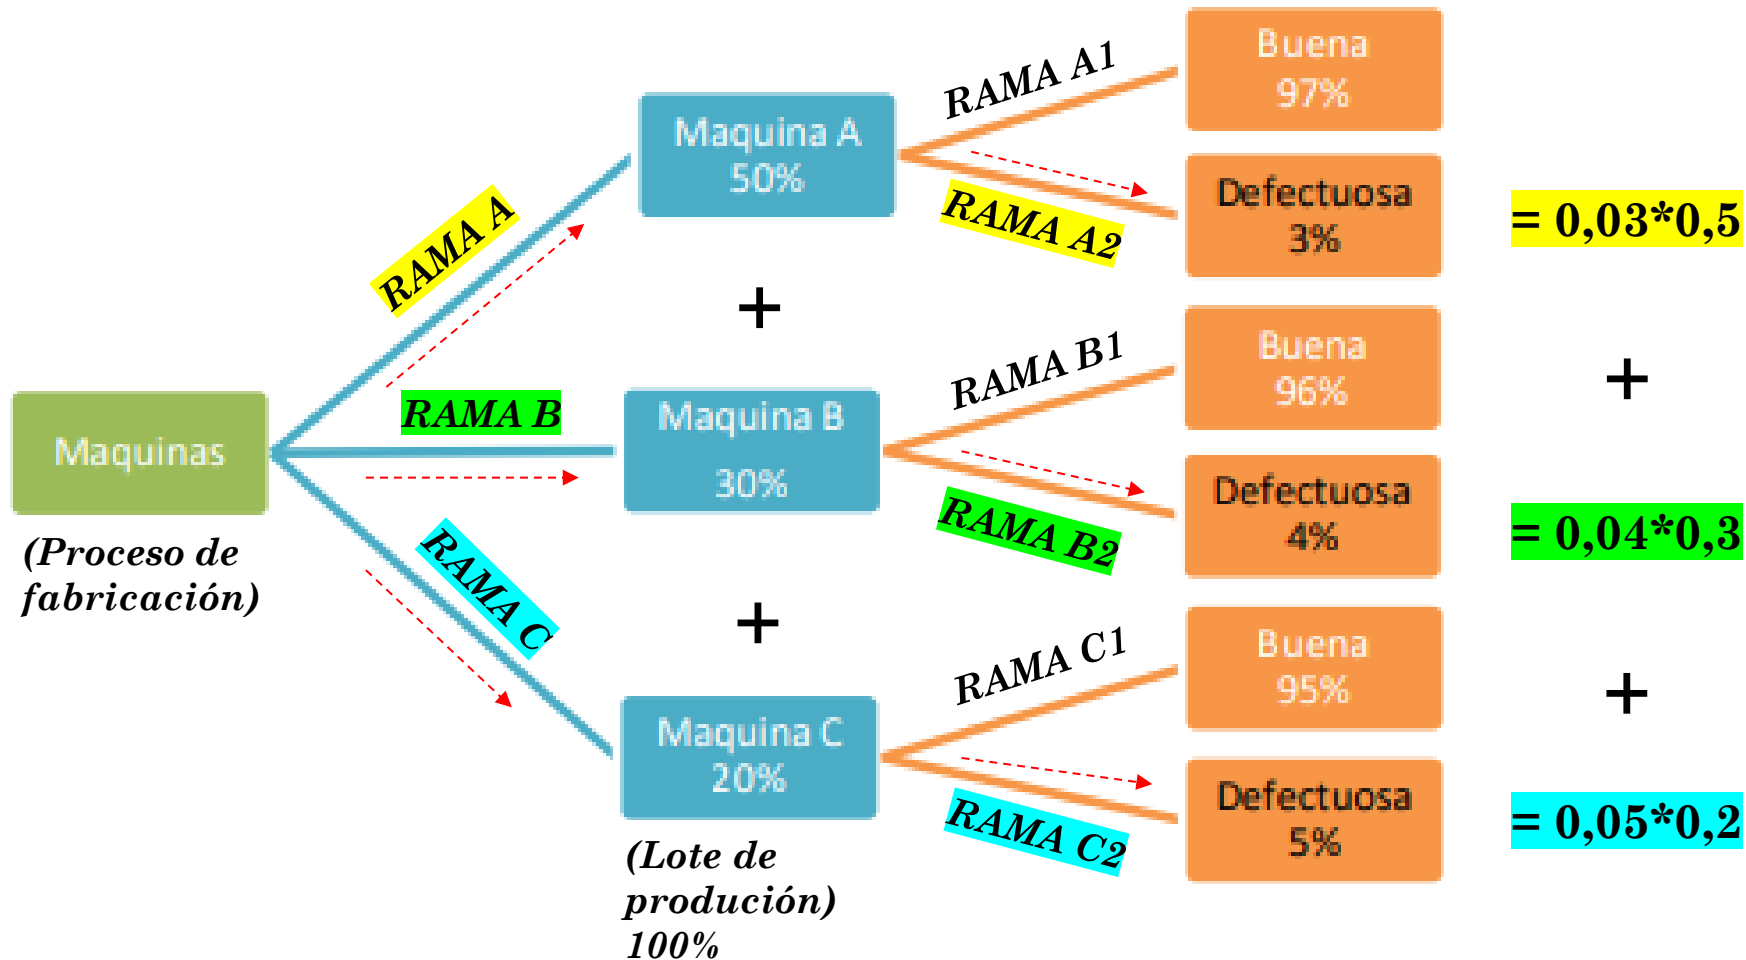 Maquinas
(Proceso de
fabricación)
RAMA A
RAMA B
RAMA C
Maquina A
50%
+
Maquina B
30%
+
Maquina C
20%
(Lote de
produción)
100%
RAMA A1
RAMA A2
RAMA B1
RAMA B2
RAMA C1
RAMA C2
Buena
97%
Defectuosa
3%
Buena
96%
Defectuosa
4%
Buena
95%
Defectuosa
5%
= 0,03*0,5
+
= 0,04*0,3
+
= 0,05*0,2